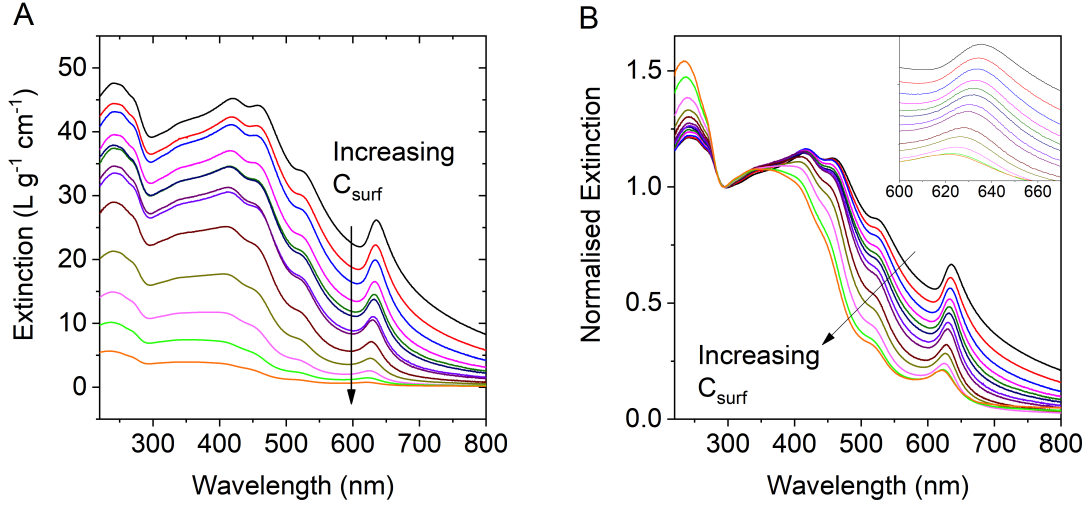 A
Extinction (L g⁻¹ cm⁻¹)
50
40
30
20
10
0
Increasing
C_surf
300
400
500
600
700
800
Wavelength (nm)
B
Normalised Extinction
1.5
1.0
0.5
0.0
600
620
640
660
Increasing
C_surf
300
400
500
600
700
800
Wavelength (nm)